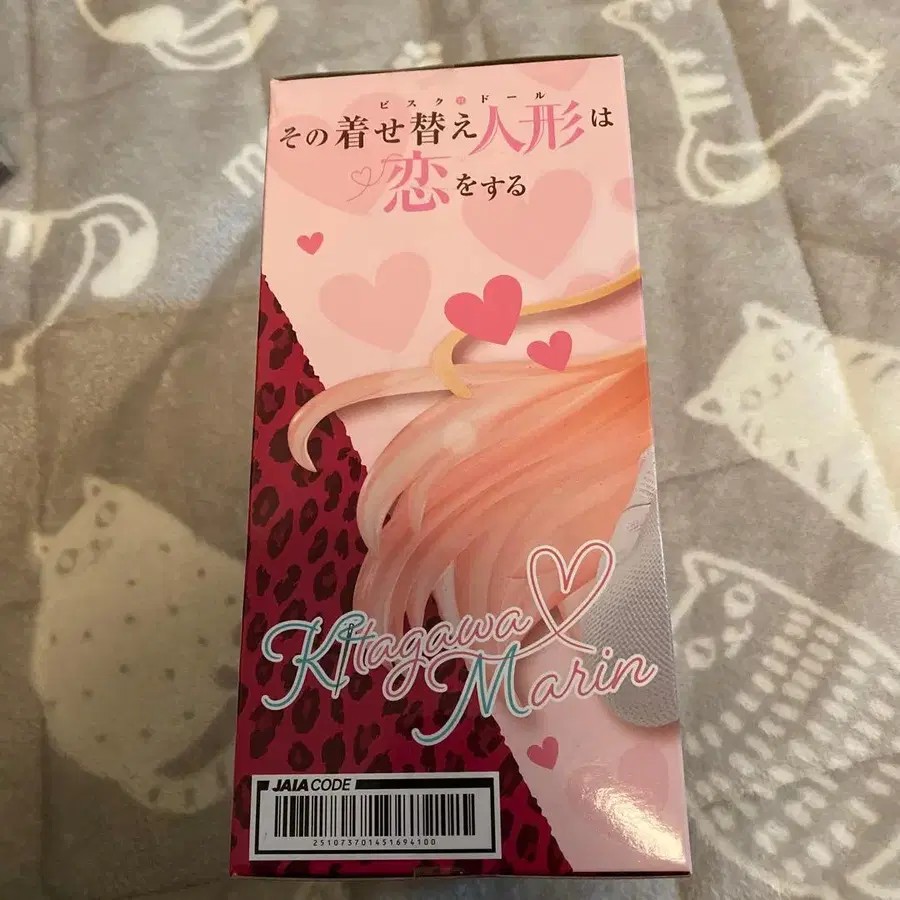 ビスク・ドール
その着せ替え人形は
恋をする
Kitagawa
Marin
JAIA CODE
251073701451694100